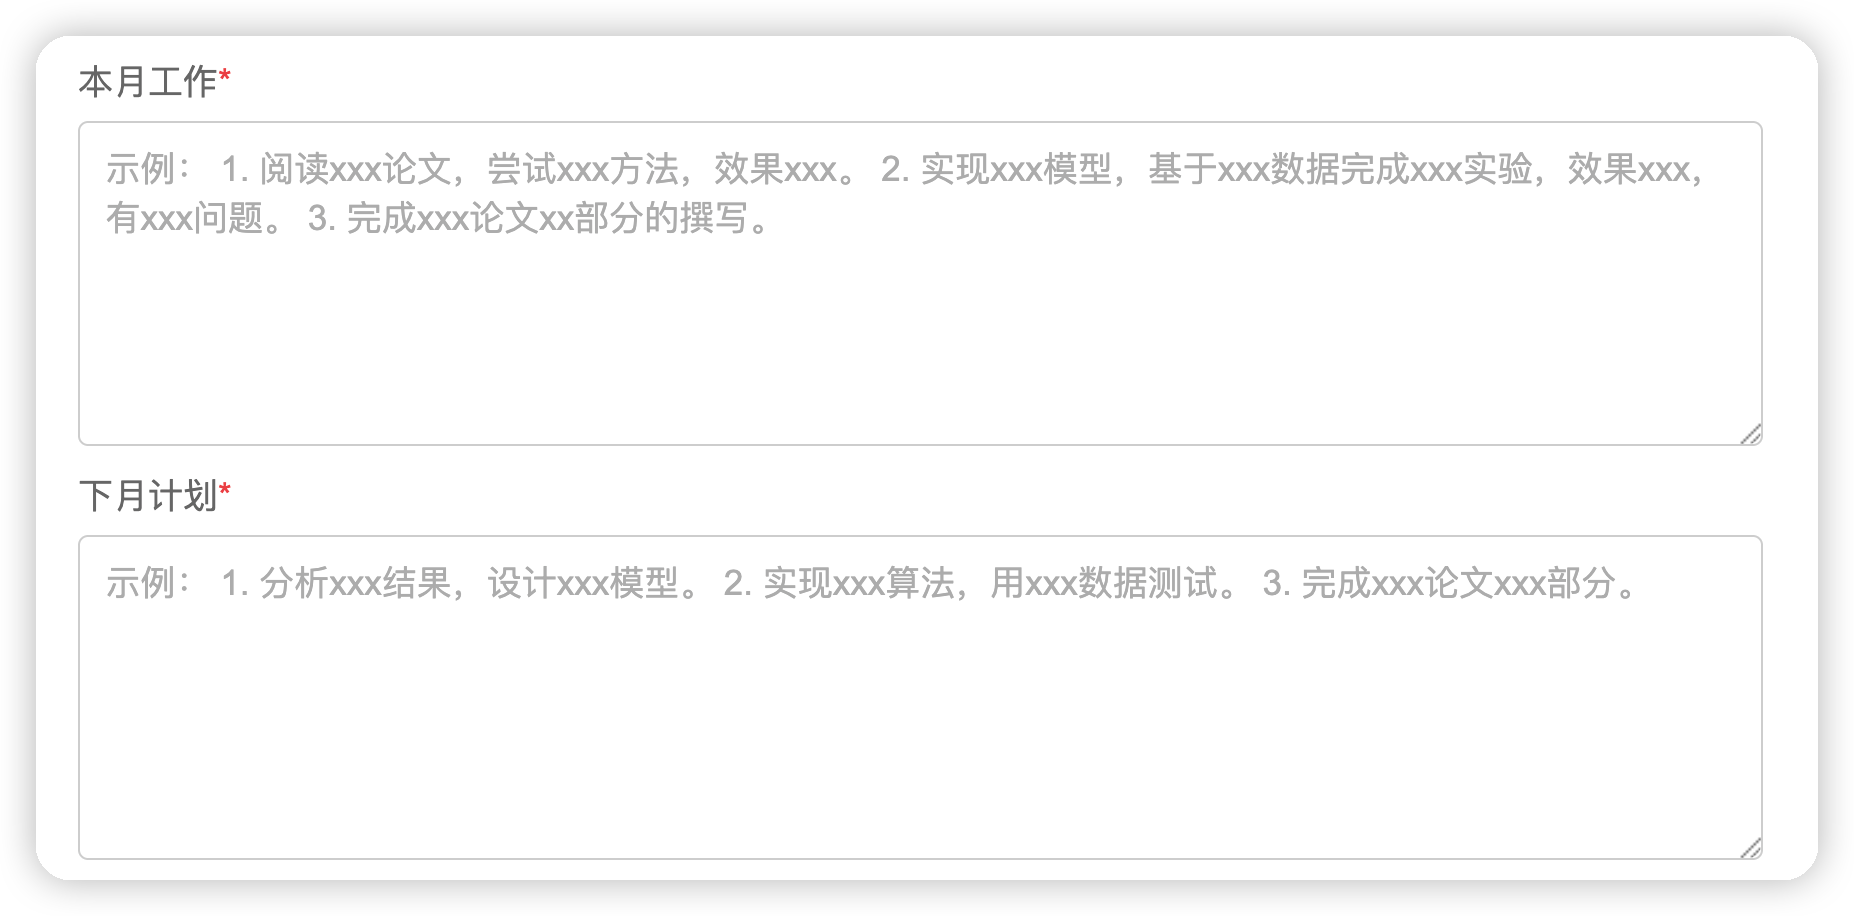 本月工作*
示例： 1. 阅读xxx论文，尝试xxx方法，效果xxx。 2. 实现xxx模型，基于xxx数据完成xxx实验，效果xxx，
有xxx问题。 3. 完成xxx论文xx部分的撰写。
下月计划*
示例： 1. 分析xxx结果，设计xxx模型。 2. 实现xxx算法，用xxx数据测试。 3. 完成xxx论文xxx部分。